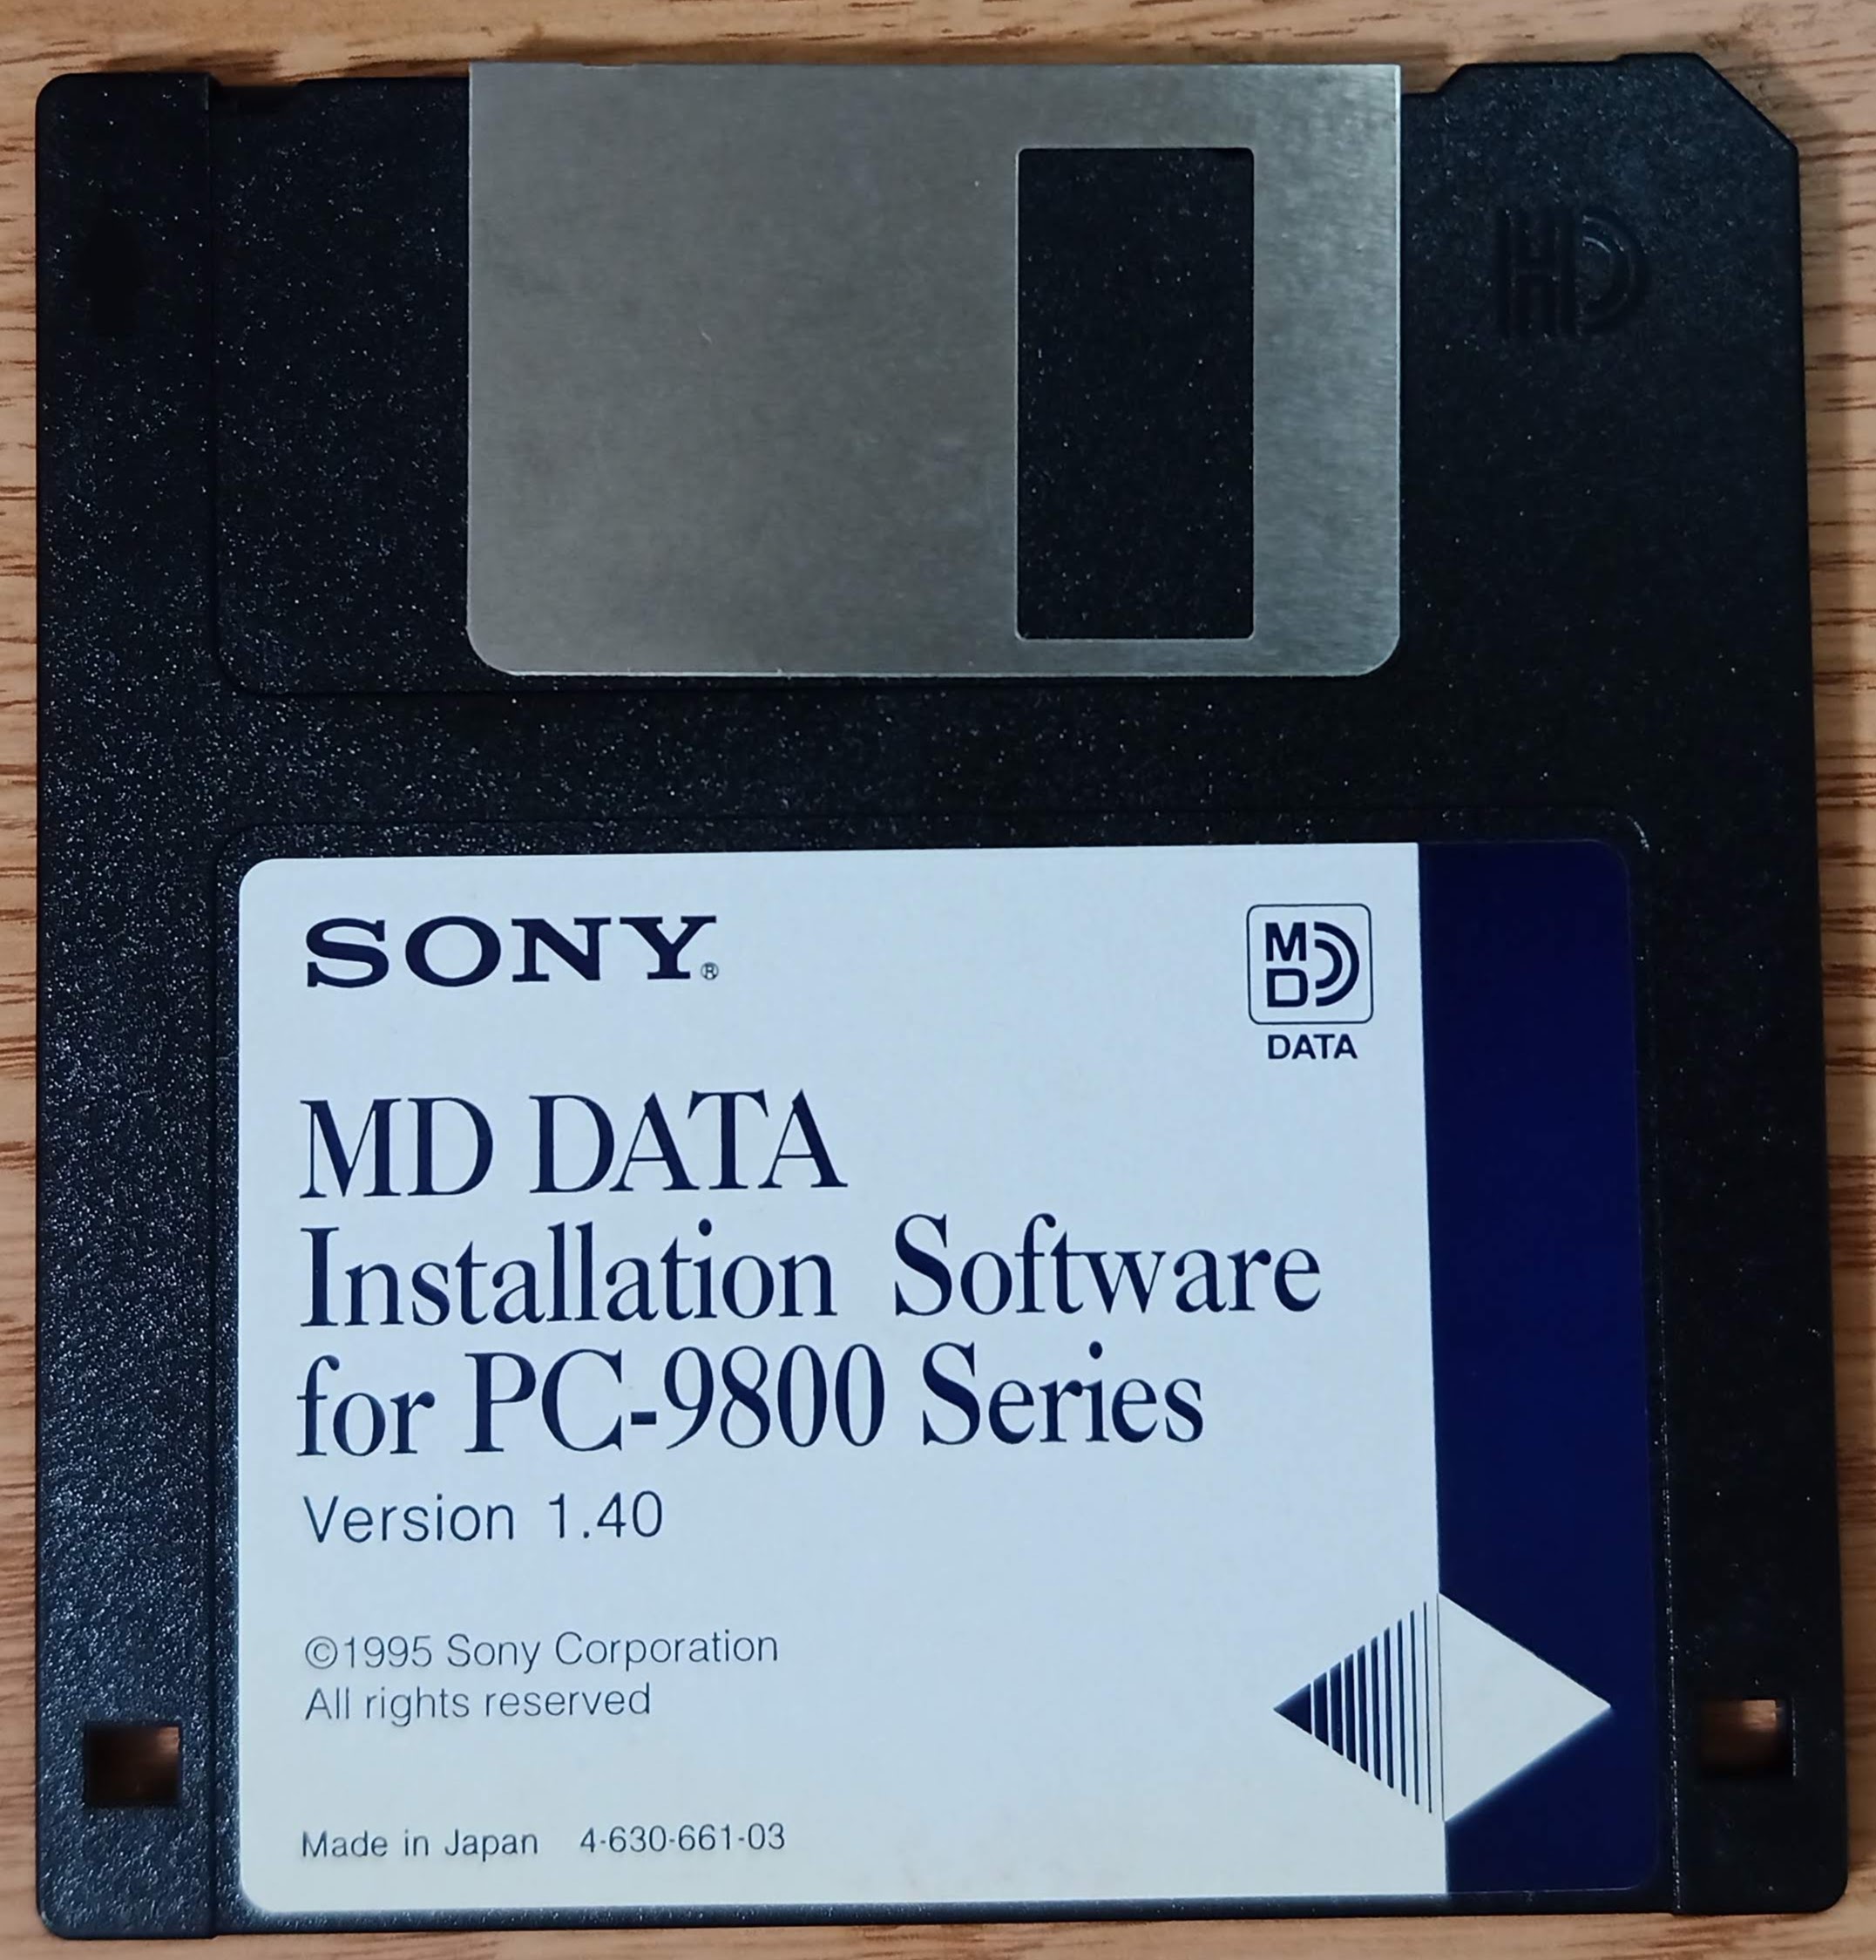 HD
SONY®
MD
DATA
MD DATA
Installation Software
for PC-9800 Series
Version 1.40
©1995 Sony Corporation
All rights reserved
Made in Japan 4-630-661-03